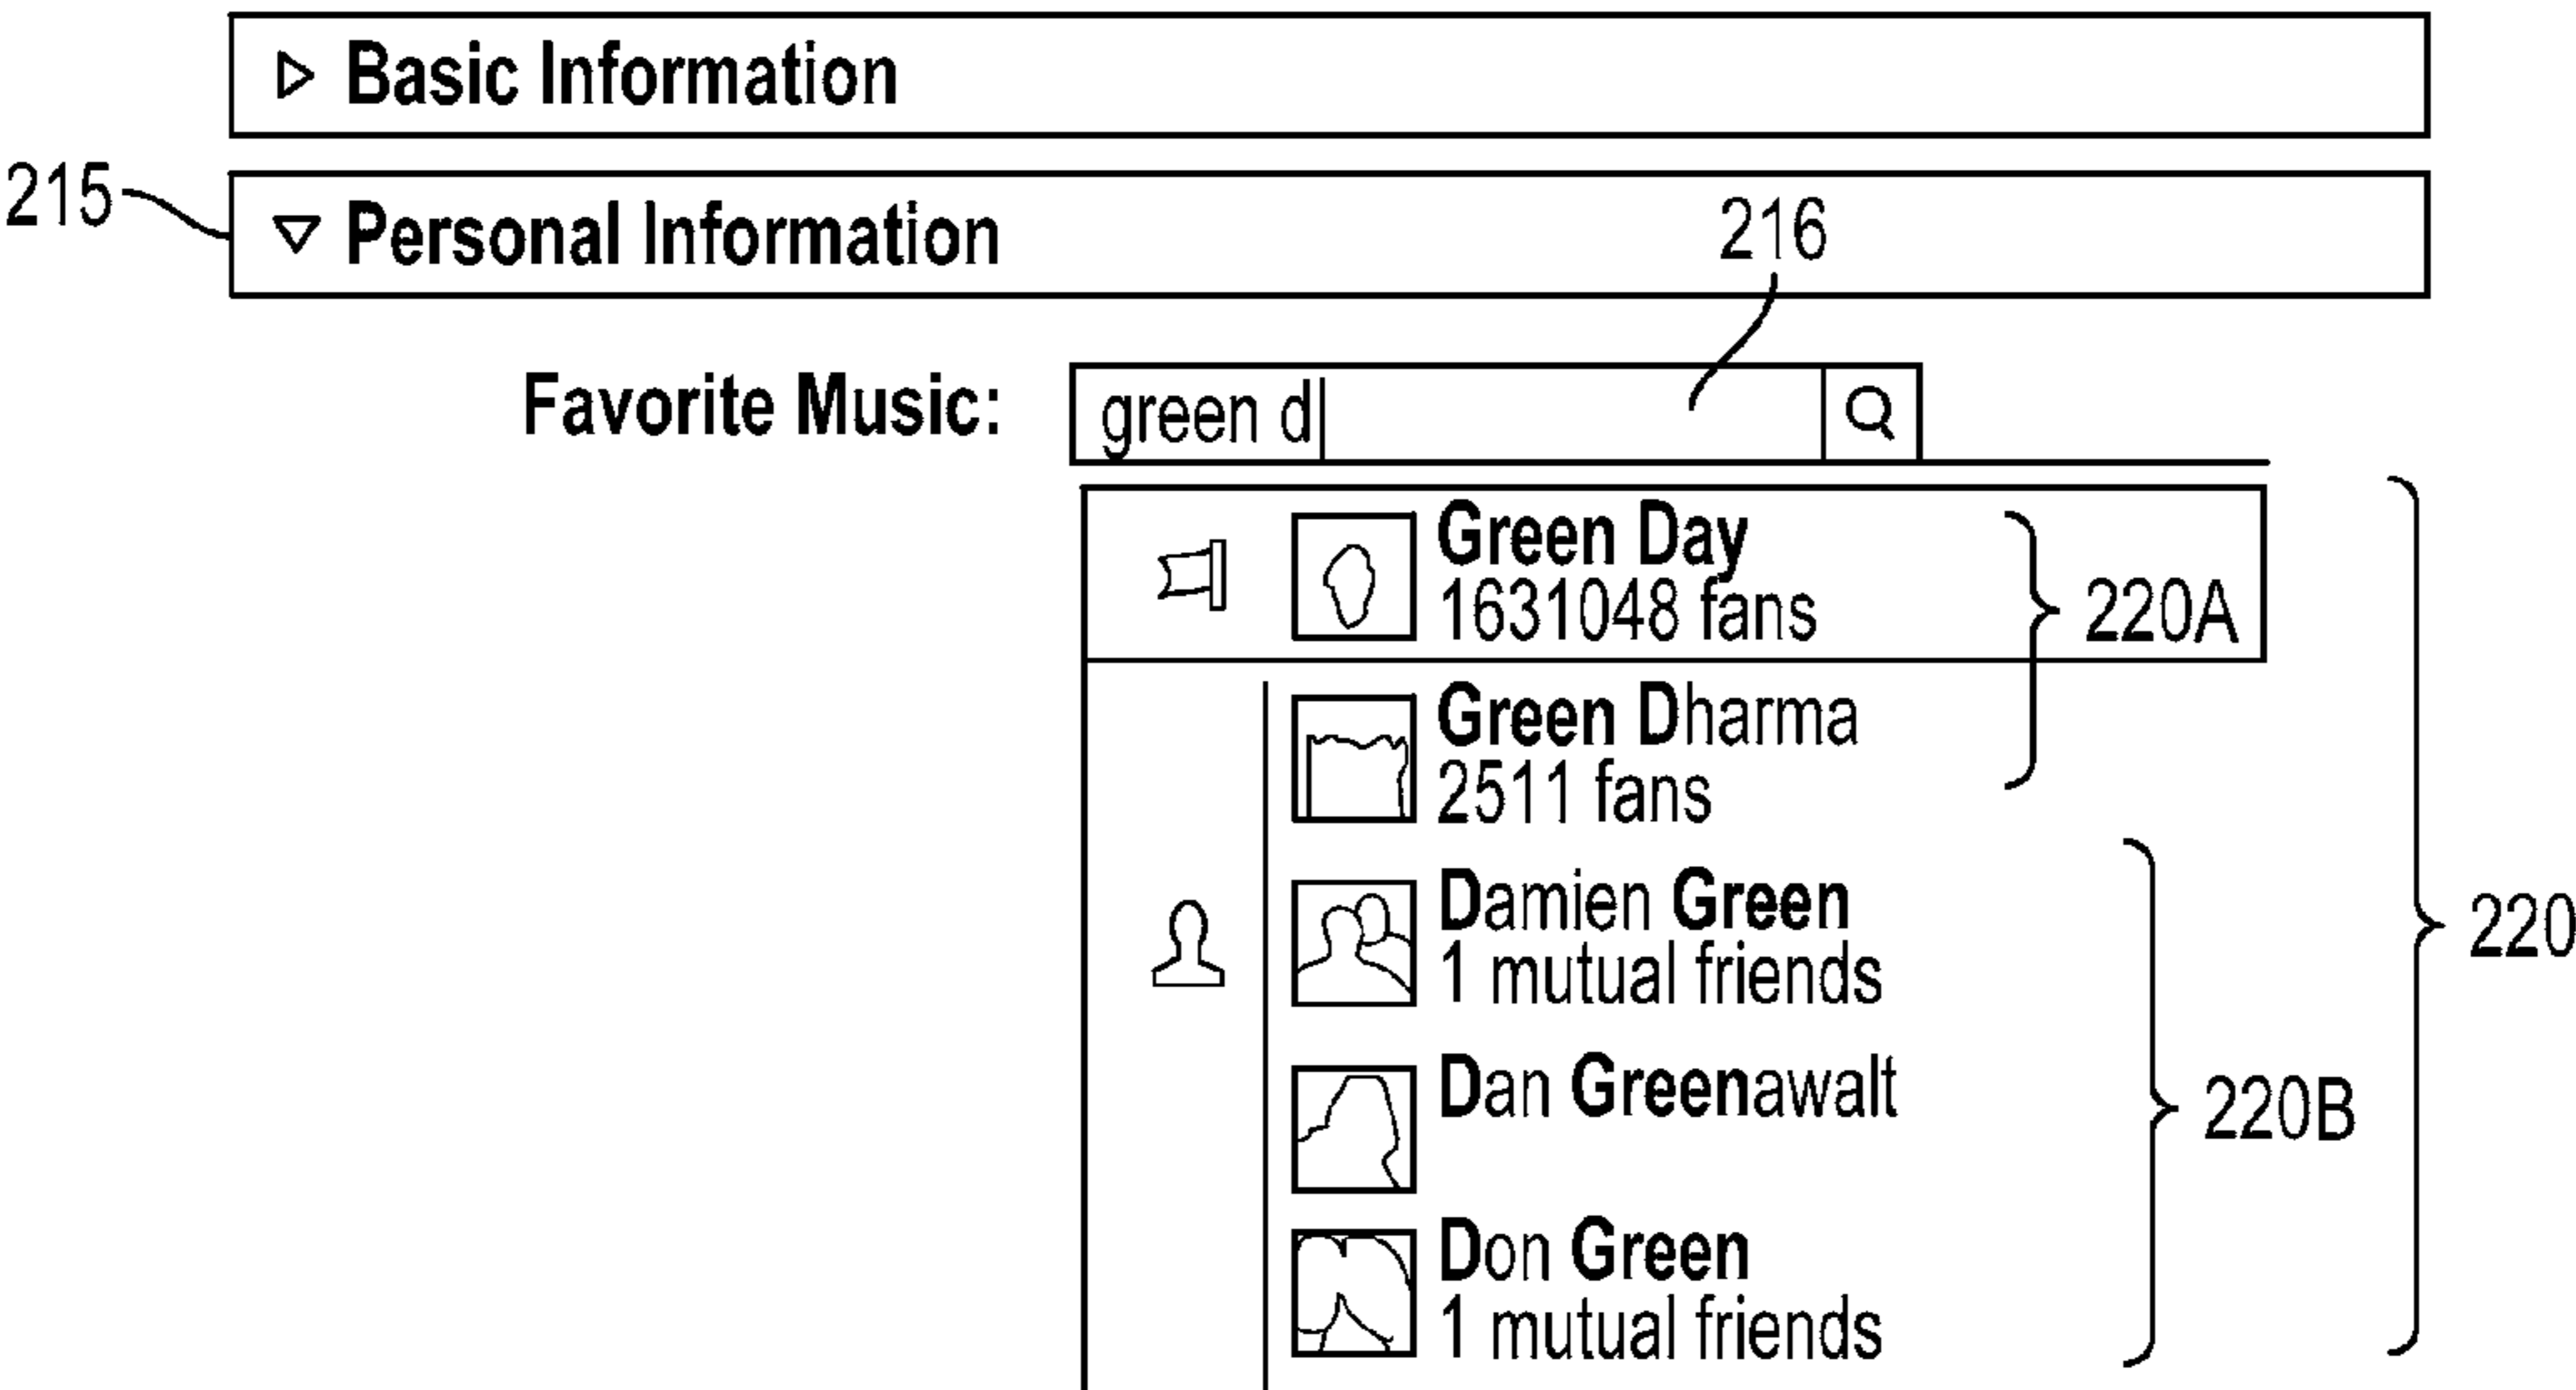 Basic Information
215
Personal Information
216
Favorite Music:
green d
Green Day
1631048 fans
220A
Green Dharma
2511 fans
Damien Green
1 mutual friends
220
Dan Greenawalt
220B
Don Green
1 mutual friends